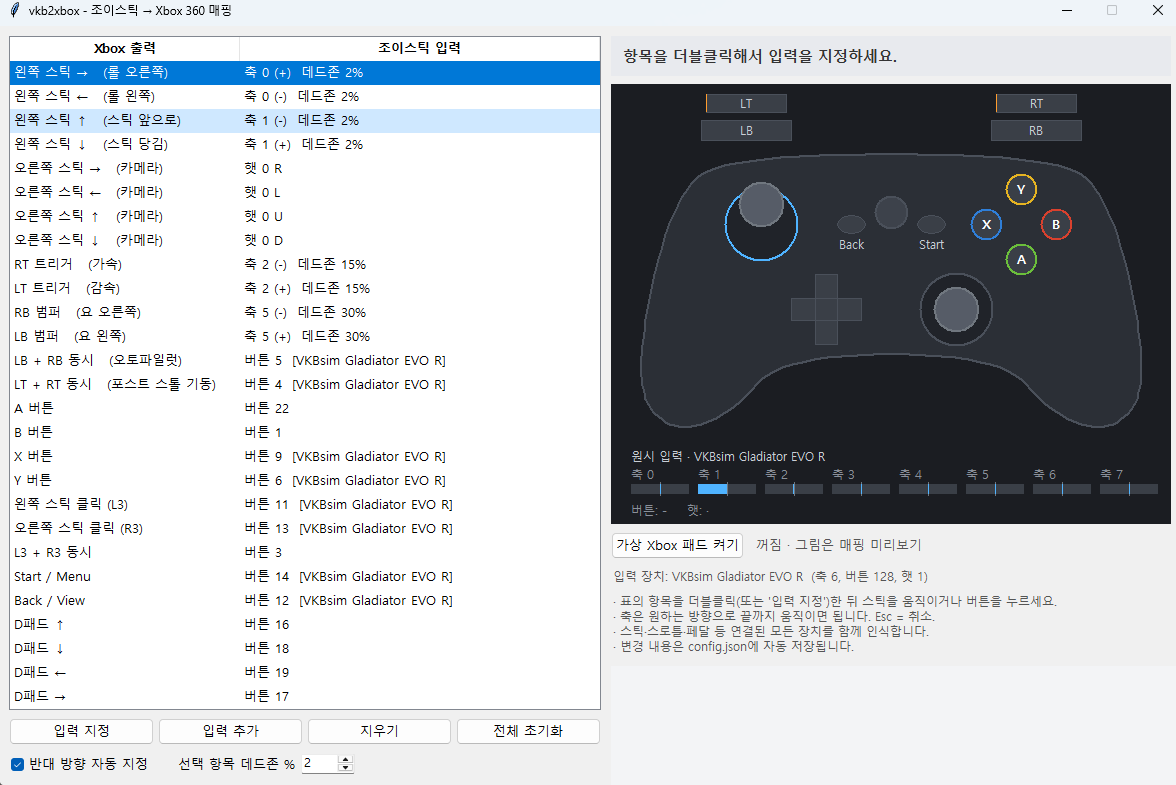 vkb2xbox - 조이스틱 → Xbox 360 매핑
Xbox 출력 조이스틱 입력
왼쪽 스틱 → (롤 오른쪽) 축 0 (+) 데드존 2%
왼쪽 스틱 ← (롤 왼쪽) 축 0 (-) 데드존 2%
왼쪽 스틱 ↑ (스틱 앞으로) 축 1 (-) 데드존 2%
왼쪽 스틱 ↓ (스틱 당김) 축 1 (+) 데드존 2%
오른쪽 스틱 → (카메라) 햇 0 R
오른쪽 스틱 ← (카메라) 햇 0 L
오른쪽 스틱 ↑ (카메라) 햇 0 U
오른쪽 스틱 ↓ (카메라) 햇 0 D
RT 트리거 (가속) 축 2 (-) 데드존 15%
LT 트리거 (감속) 축 2 (+) 데드존 15%
RB 범퍼 (요 오른쪽) 축 5 (-) 데드존 30%
LB 범퍼 (요 왼쪽) 축 5 (+) 데드존 30%
LB + RB 동시 (오토파일럿) 버튼 5 [VKBsim Gladiator EVO R]
LT + RT 동시 (포스트 스톨 기동) 버튼 4 [VKBsim Gladiator EVO R]
A 버튼 버튼 22
B 버튼 버튼 1
X 버튼 버튼 9 [VKBsim Gladiator EVO R]
Y 버튼 버튼 6 [VKBsim Gladiator EVO R]
왼쪽 스틱 클릭 (L3) 버튼 11 [VKBsim Gladiator EVO R]
오른쪽 스틱 클릭 (R3) 버튼 13 [VKBsim Gladiator EVO R]
L3 + R3 동시 버튼 3
Start / Menu 버튼 14 [VKBsim Gladiator EVO R]
Back / View 버튼 12 [VKBsim Gladiator EVO R]
D패드 ↑ 버튼 16
D패드 ↓ 버튼 18
D패드 ← 버튼 19
D패드 → 버튼 17
입력 지정 입력 추가 지우기 전체 초기화
반대 방향 자동 지정 선택 항목 데드존 % 2
항목을 더블클릭해서 입력을 지정하세요.
LT RT
LB RB
Y
X B
A
Back Start
원시 입력 · VKBsim Gladiator EVO R
축 0 축 1 축 2 축 3 축 4 축 5 축 6 축 7
버튼: - 햇: ·
가상 Xbox 패드 켜기 꺼짐 · 그림은 매핑 미리보기
입력 장치: VKBsim Gladiator EVO R (축 6, 버튼 128, 햇 1)
· 표의 항목을 더블클릭(또는 '입력 지정')한 뒤 스틱을 움직이거나 버튼을 누르세요.
· 축은 원하는 방향으로 끝까지 움직이면 됩니다. Esc = 취소.
· 스틱·스로틀·페달 등 연결된 모든 장치를 함께 인식합니다.
· 변경 내용은 config.json에 자동 저장됩니다.